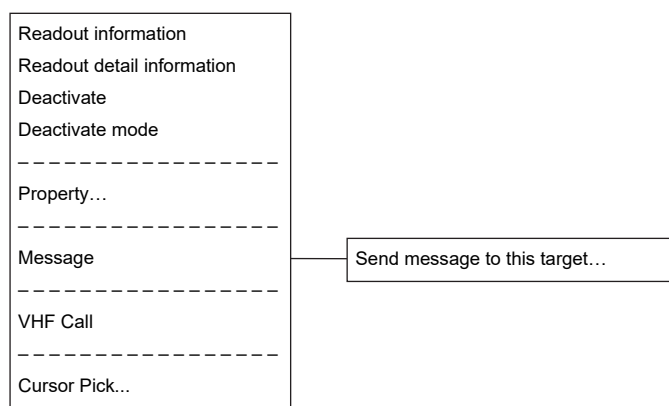 Readout information
Readout detail information
Deactivate
Deactivate mode
Property…
Message
Send message to this target…
VHF Call
Cursor Pick...